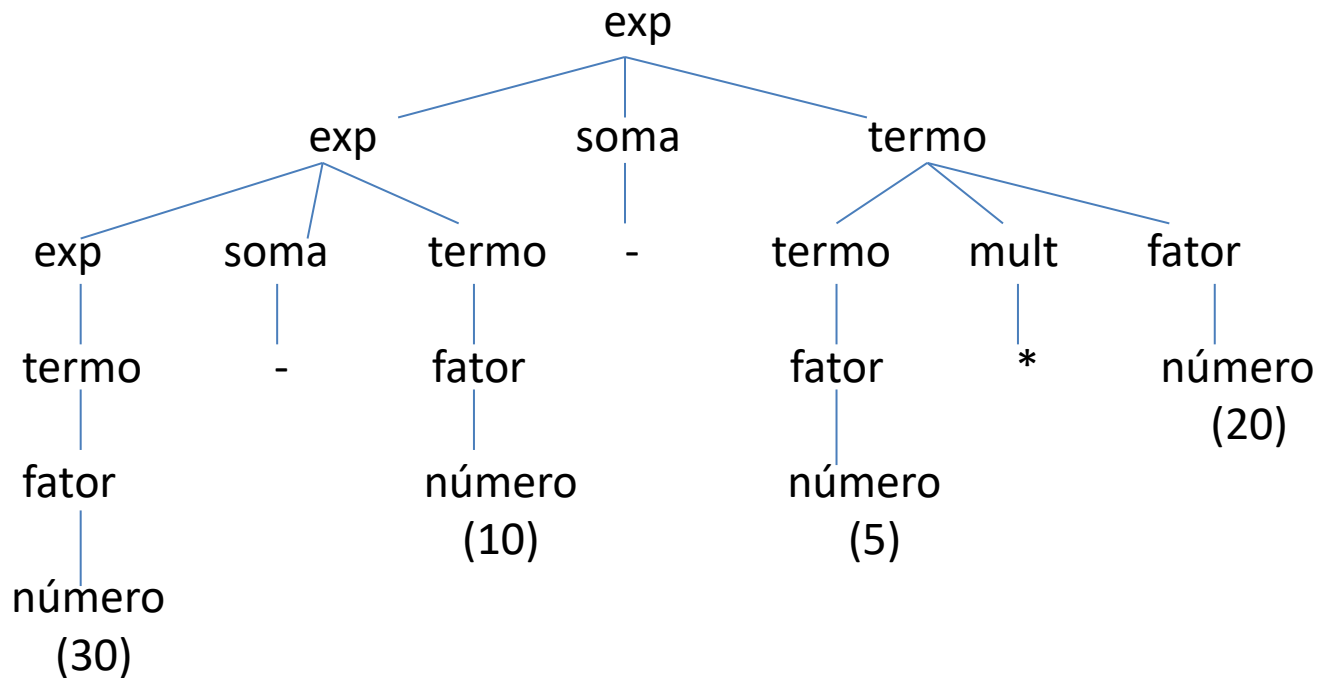 exp
exp soma termo
exp soma termo - termo mult fator
termo - fator fator * número
(20)
fator número número
(10) (5)
número
(30)